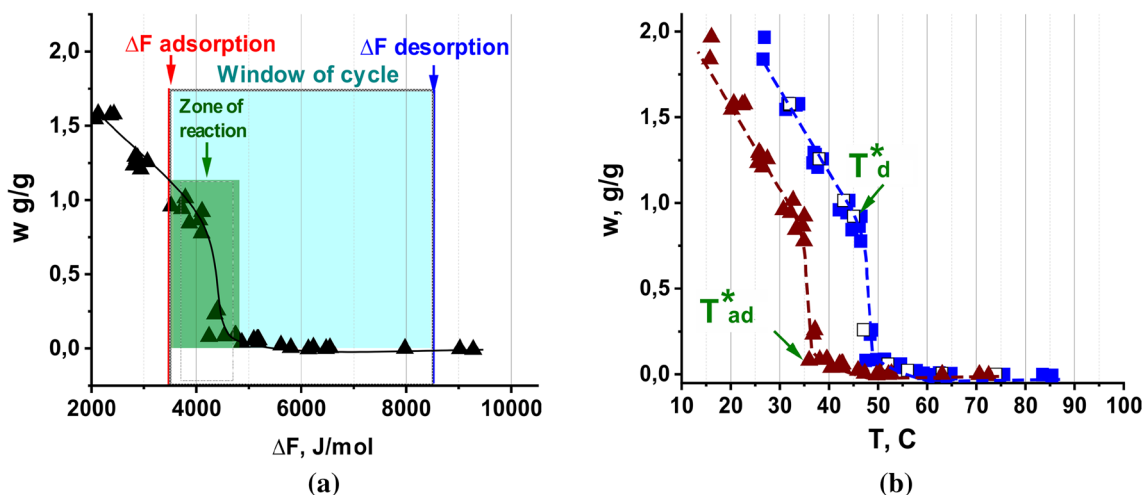 ΔF adsorption
ΔF desorption
Window of cycle
Zone of
reaction
w g/g
2,0
1,5
1,0
0,5
0,0
2000 4000 6000 8000 10000
ΔF, J/mol
(a)
w, g/g
2,0
1,5
1,0
0,5
0,0
T*d
T*ad
10 20 30 40 50 60 70 80 90 100
T, C
(b)